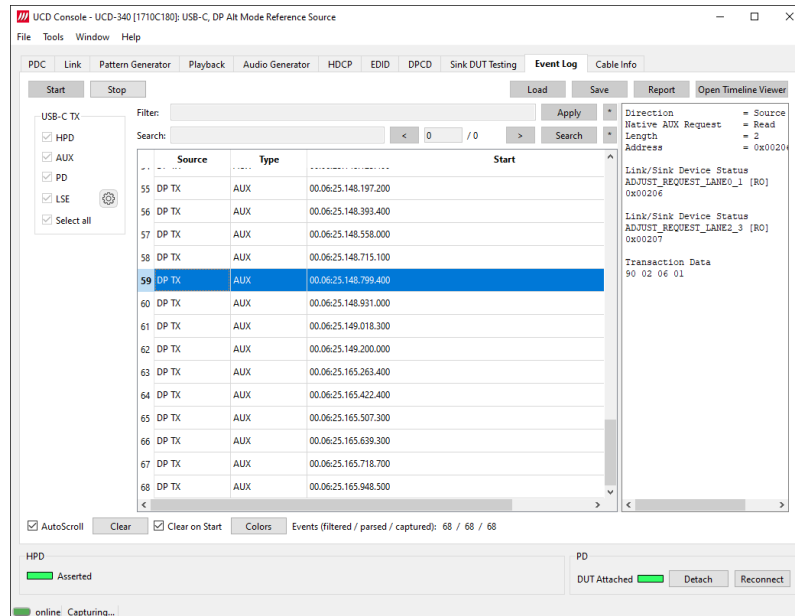 UCD Console - UCD-340 [1710C180]: USB-C, DP Alt Mode Reference Source
File Tools Window Help
PDC Link Pattern Generator Playback Audio Generator HDCP EDID DPCD Sink DUT Testing Event Log Cable Info
Start Stop Load Save Report Open Timeline Viewer
USB-C TX
HPD
AUX
PD
LSE
Select all
Filter: Apply *
Search: < 0 / 0 > Search *
Source Type Start
55 DP TX AUX 00.06:25.148.197.200
56 DP TX AUX 00.06:25.148.393.400
57 DP TX AUX 00.06:25.148.558.000
58 DP TX AUX 00.06:25.148.715.100
59 DP TX AUX 00.06:25.148.799.400
60 DP TX AUX 00.06:25.148.931.000
61 DP TX AUX 00.06:25.149.018.300
62 DP TX AUX 00.06:25.149.200.000
63 DP TX AUX 00.06:25.165.263.400
64 DP TX AUX 00.06:25.165.422.400
65 DP TX AUX 00.06:25.165.507.300
66 DP TX AUX 00.06:25.165.639.300
67 DP TX AUX 00.06:25.165.718.700
68 DP TX AUX 00.06:25.165.948.500
Direction = Source
Native AUX Request = Read
Length = 2
Address = 0x0020
Link/Sink Device Status
ADJUST_REQUEST_LANE0_1 [RO]
0x00206
Link/Sink Device Status
ADJUST_REQUEST_LANE2_3 [RO]
0x00207
Transaction Data
90 02 06 01
AutoScroll Clear Clear on Start Colors Events (filtered / parsed / captured): 68 / 68 / 68
HPD
Asserted
PD
DUT Attached Detach Reconnect
online Capturing...